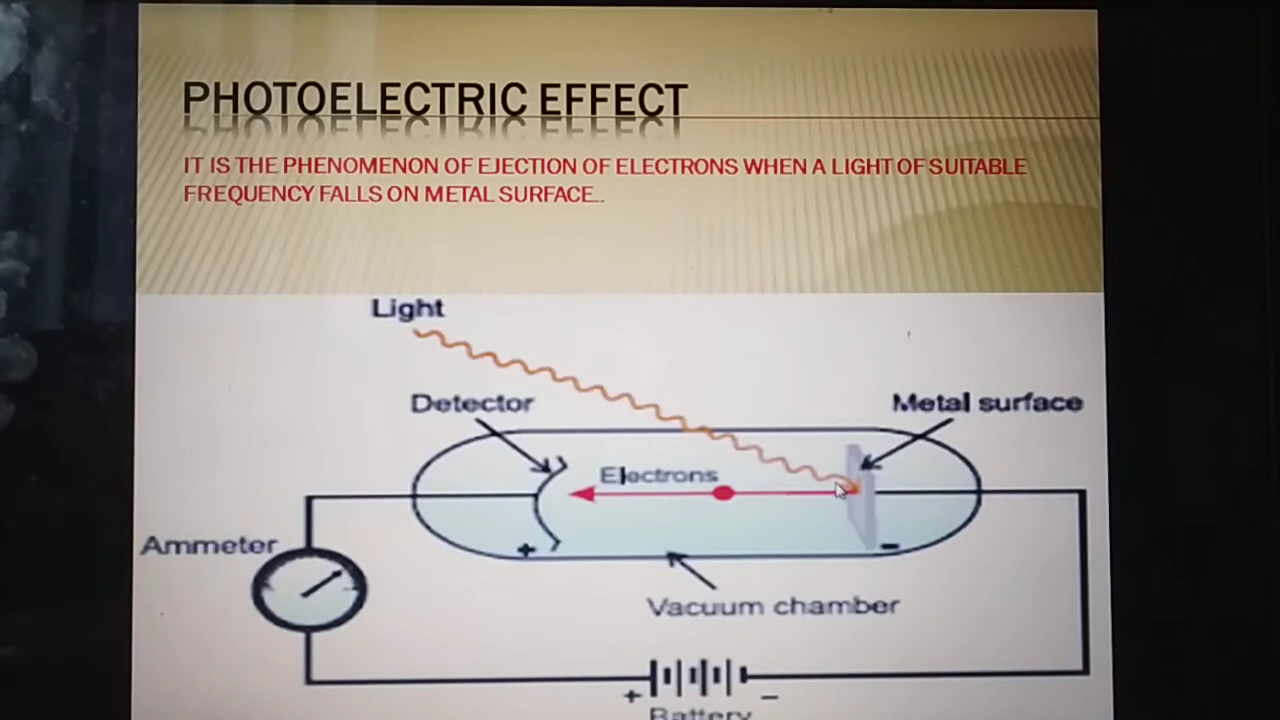 PHOTOELECTRIC EFFECT
IT IS THE PHENOMENON OF EJECTION OF ELECTRONS WHEN A LIGHT OF SUITABLE
FREQUENCY FALLS ON METAL SURFACE..
Light
Detector
Metal surface
Electrons
+
-
Ammeter
Vacuum chamber
+
-
Battery